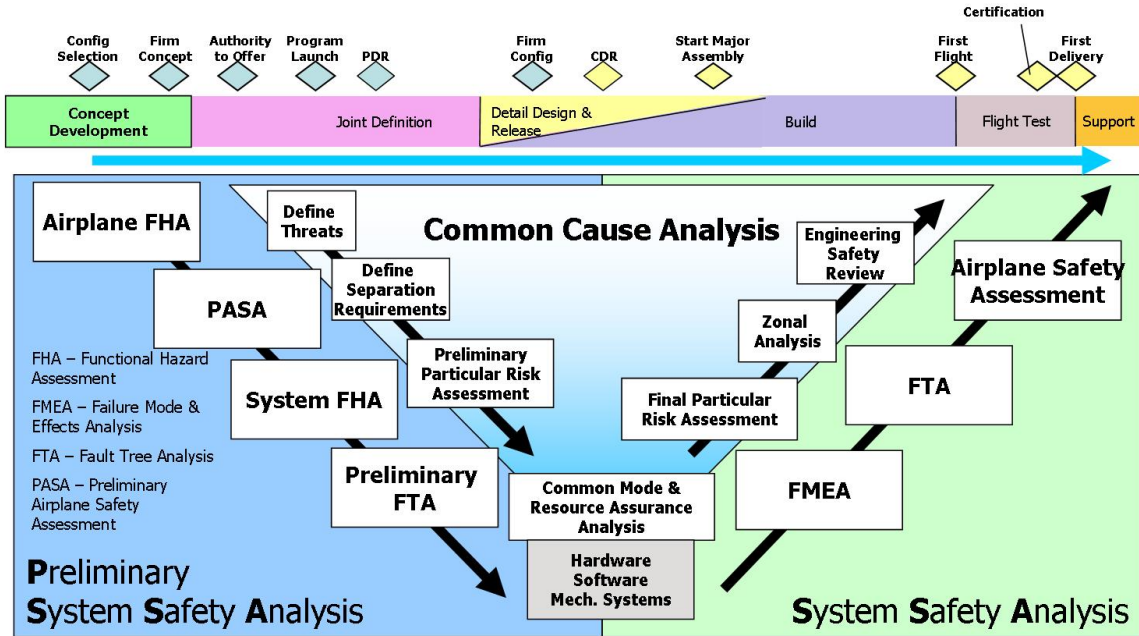 Certification
Config
Selection
Firm
Concept
Authority
to Offer
Program
Launch
PDR
Firm
Config
CDR
Start Major
Assembly
First
Flight
First
Delivery
Concept
Development
Joint Definition
Detail Design &
Release
Build
Flight Test
Support
Airplane FHA
PASA
System FHA
Preliminary
FTA
Define
Threats
Define
Separation
Requirements
Preliminary
Particular Risk
Assessment
Common Cause Analysis
Common Mode &
Resource Assurance
Analysis
Hardware
Software
Mech. Systems
Final Particular
Risk Assessment
Zonal
Analysis
Engineering
Safety
Review
FMEA
FTA
Airplane Safety
Assessment
FHA – Functional Hazard
Assessment
FMEA – Failure Mode &
Effects Analysis
FTA – Fault Tree Analysis
PASA – Preliminary
Airplane Safety
Assessment
Preliminary
System Safety Analysis
System Safety Analysis